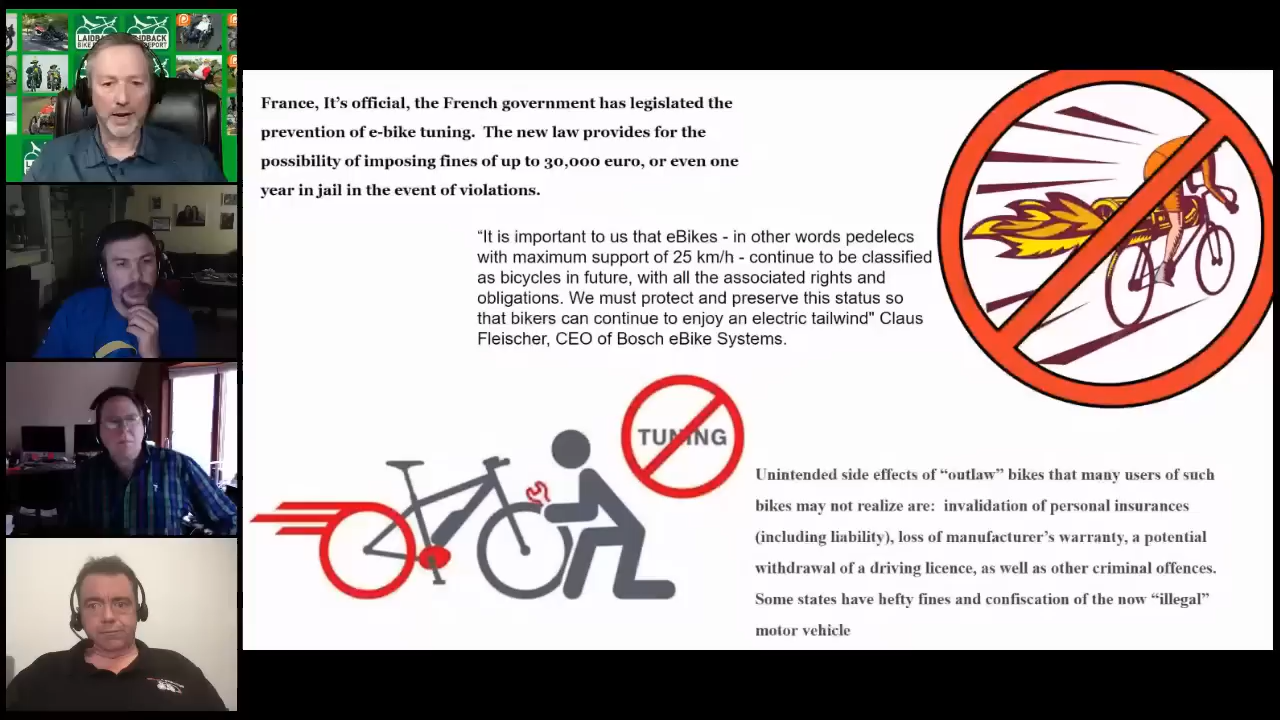 LAIDBACK
BIKE REPORT
France, It's official, the French government has legislated the
prevention of e-bike tuning. The new law provides for the
possibility of imposing fines of up to 30,000 euro, or even one
year in jail in the event of violations.
“It is important to us that eBikes - in other words pedelecs
with maximum support of 25 km/h - continue to be classified
as bicycles in future, with all the associated rights and
obligations. We must protect and preserve this status so
that bikers can continue to enjoy an electric tailwind" Claus
Fleischer, CEO of Bosch eBike Systems.
TUNING
Unintended side effects of “outlaw” bikes that many users of such
bikes may not realize are: invalidation of personal insurances
(including liability), loss of manufacturer's warranty, a potential
withdrawal of a driving licence, as well as other criminal offences.
Some states have hefty fines and confiscation of the now “illegal”
motor vehicle